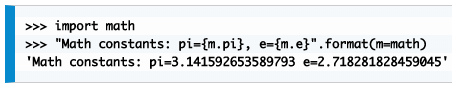 >>> import math
>>> "Math constants: pi={m.pi}, e={m.e}".format(m=math)
'Math constants: pi=3.141592653589793 e=2.718281828459045'